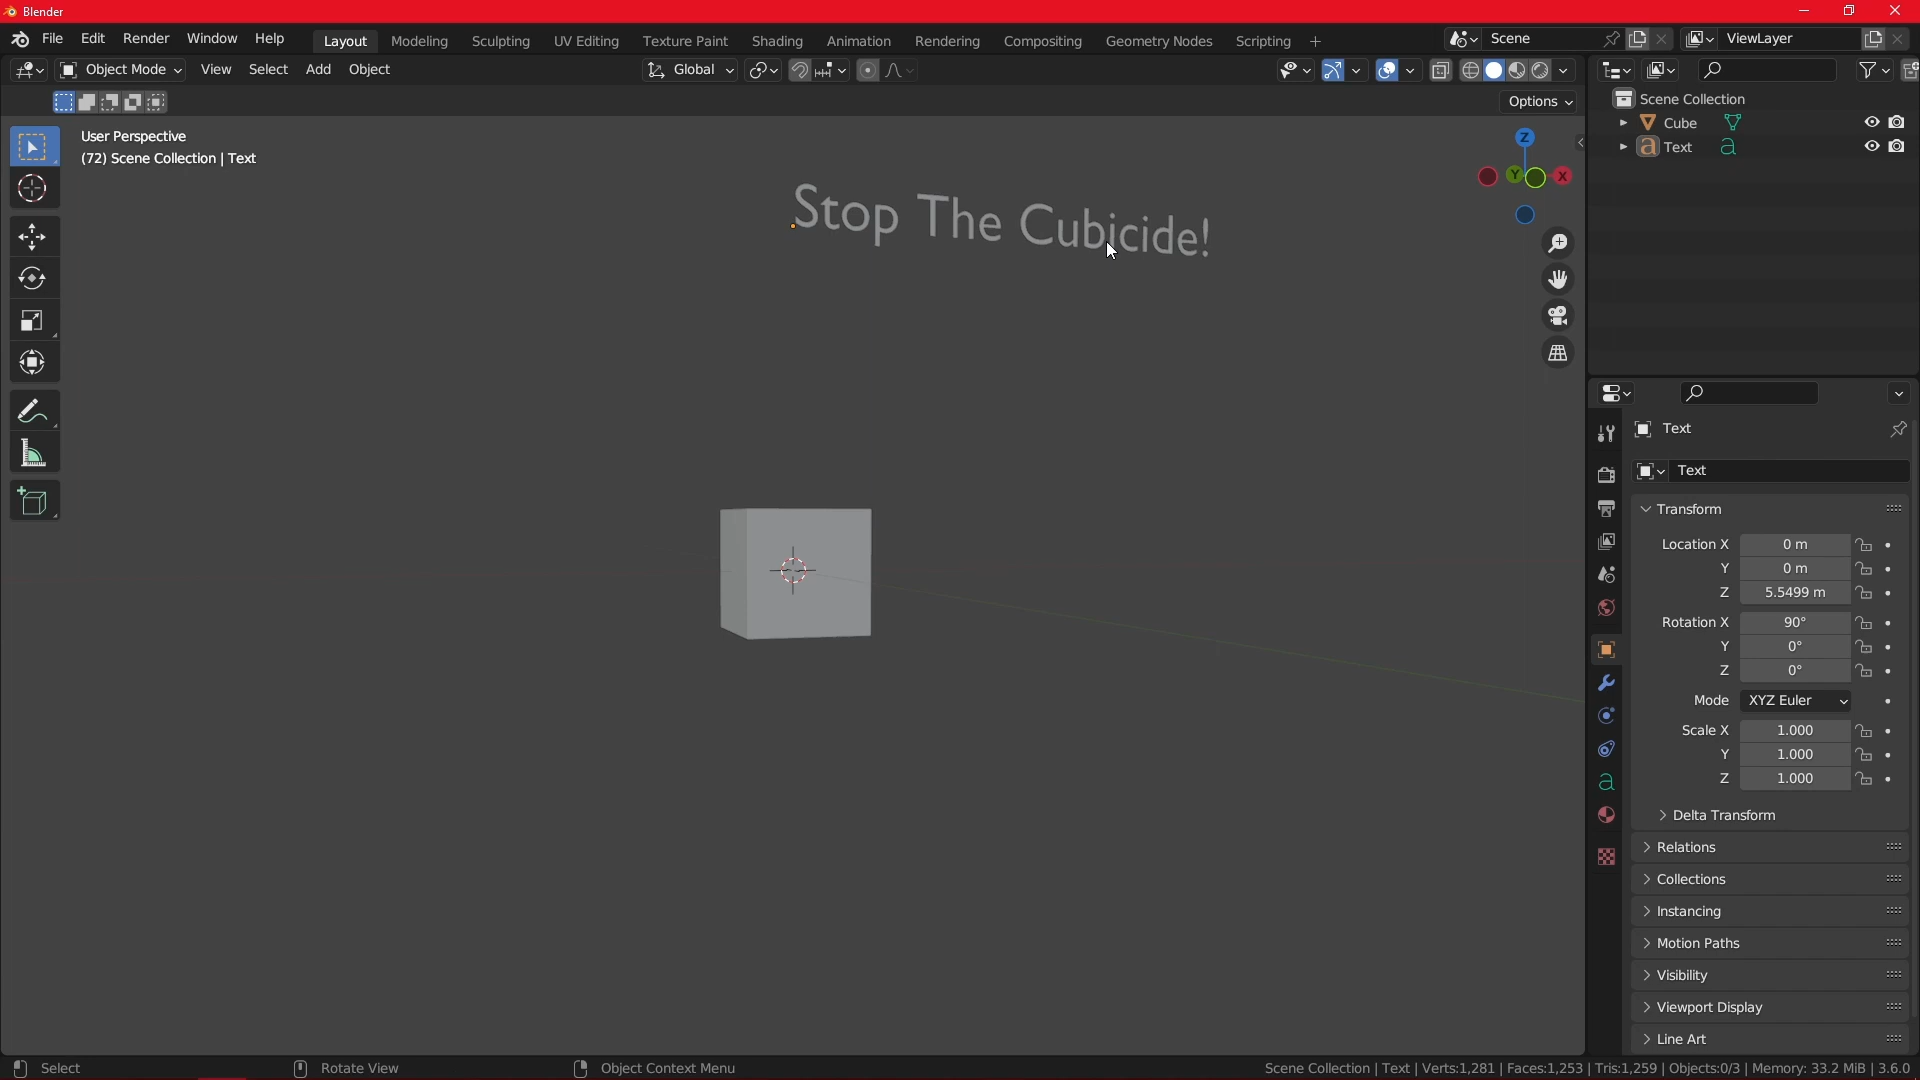 Blender
File Edit Render Window Help Layout Modeling Sculpting UV Editing Texture Paint Shading Animation Rendering Compositing Geometry Nodes Scripting + Scene ViewLayer
Object Mode View Select Add Object Global
Options
User Perspective
(72) Scene Collection | Text
Stop The Cubicide!
Z
Y X
Scene Collection
Cube
Text
Text
Text
Transform
Location X 0 m
Y 0 m
Z 5.5499 m
Rotation X 90°
Y 0°
Z 0°
Mode XYZ Euler
Scale X 1.000
Y 1.000
Z 1.000
Delta Transform
Relations
Collections
Instancing
Motion Paths
Visibility
Viewport Display
Line Art
Select Rotate View Object Context Menu Scene Collection | Text | Verts:1,281 | Faces:1,253 | Tris:1,259 | Objects:0/3 | Memory: 33.2 MiB | 3.6.0